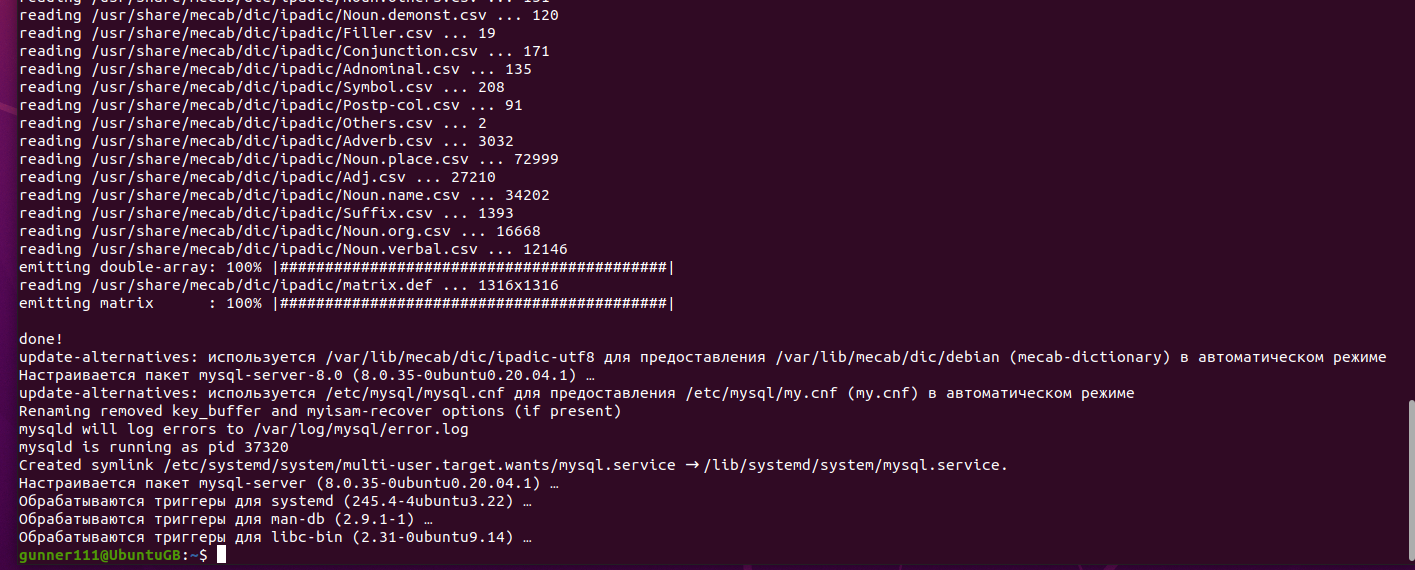 reading /usr/share/mecab/dic/ipadic/Noun.others.csv ... 151
reading /usr/share/mecab/dic/ipadic/Noun.demonst.csv ... 120
reading /usr/share/mecab/dic/ipadic/Filler.csv ... 19
reading /usr/share/mecab/dic/ipadic/Conjunction.csv ... 171
reading /usr/share/mecab/dic/ipadic/Adnominal.csv ... 135
reading /usr/share/mecab/dic/ipadic/Symbol.csv ... 208
reading /usr/share/mecab/dic/ipadic/Postp-col.csv ... 91
reading /usr/share/mecab/dic/ipadic/Others.csv ... 2
reading /usr/share/mecab/dic/ipadic/Adverb.csv ... 3032
reading /usr/share/mecab/dic/ipadic/Noun.place.csv ... 72999
reading /usr/share/mecab/dic/ipadic/Adj.csv ... 27210
reading /usr/share/mecab/dic/ipadic/Noun.name.csv ... 34202
reading /usr/share/mecab/dic/ipadic/Suffix.csv ... 1393
reading /usr/share/mecab/dic/ipadic/Noun.org.csv ... 16668
reading /usr/share/mecab/dic/ipadic/Noun.verbal.csv ... 12146
emitting double-array: 100% |###########################################|
reading /usr/share/mecab/dic/ipadic/matrix.def ... 1316x1316
emitting matrix      : 100% |###########################################|
done!
update-alternatives: используется /var/lib/mecab/dic/ipadic-utf8 для предоставления /var/lib/mecab/dic/debian (mecab-dictionary) в автоматическом режиме
Настраивается пакет mysql-server-8.0 (8.0.35-0ubuntu0.20.04.1) …
update-alternatives: используется /etc/mysql/mysql.cnf для предоставления /etc/mysql/my.cnf (my.cnf) в автоматическом режиме
Renaming removed key_buffer and myisam-recover options (if present)
mysqld will log errors to /var/log/mysql/error.log
mysqld is running as pid 37320
Created symlink /etc/systemd/system/multi-user.target.wants/mysql.service → /lib/systemd/system/mysql.service.
Настраивается пакет mysql-server (8.0.35-0ubuntu0.20.04.1) …
Обрабатываются триггеры для systemd (245.4-4ubuntu3.22) …
Обрабатываются триггеры для man-db (2.9.1-1) …
Обрабатываются триггеры для libc-bin (2.31-0ubuntu9.14) …
gunner111@UbuntuGB:~$